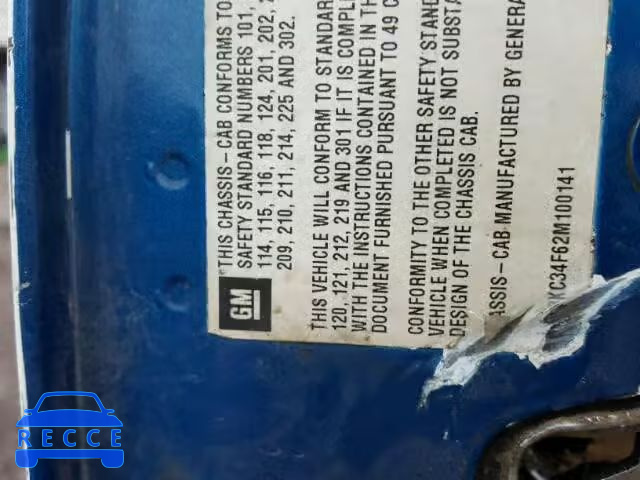 THIS CHASSIS-CAB CONFORMS TO
SAFETY STANDARD NUMBERS 101,
114, 115, 116, 118, 124, 201, 202,
209, 210, 211, 214, 225 AND 302.
THIS VEHICLE WILL CONFORM TO STANDAR
120, 121, 212, 219 AND 301 IF IT IS COMPLE
WITH THE INSTRUCTIONS CONTAINED IN TH
DOCUMENT FURNISHED PURSUANT TO 49 C
CONFORMITY TO THE OTHER SAFETY STAND
VEHICLE WHEN COMPLETED IS NOT SUBSTA
DESIGN OF THE CHASSIS CAB.
ASSIS-CAB MANUFACTURED BY GENERA
KC34F62M100141
GM
RECCE